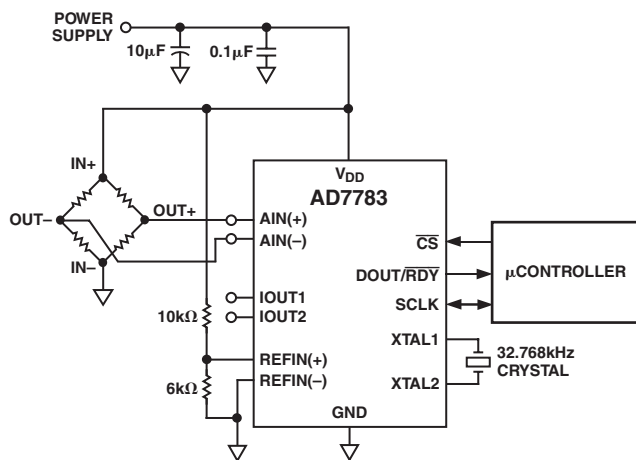 POWER
SUPPLY
10µF
0.1µF
IN+
VDD
AD7783
OUT–
OUT+
AIN(+)
AIN(–)
CS
DOUT/RDY
µCONTROLLER
IN–
SCLK
IOUT1
IOUT2
10kΩ
XTAL1
32.768kHz
CRYSTAL
REFIN(+)
REFIN(–)
XTAL2
6kΩ
GND